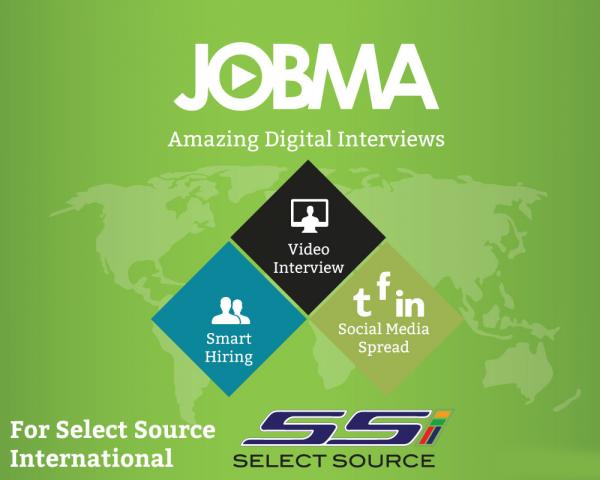 JOBMA
Amazing Digital Interviews
Video
Interview
Smart
Hiring
t f in
Social Media
Spread
For Select Source
International
SSi
SELECT SOURCE